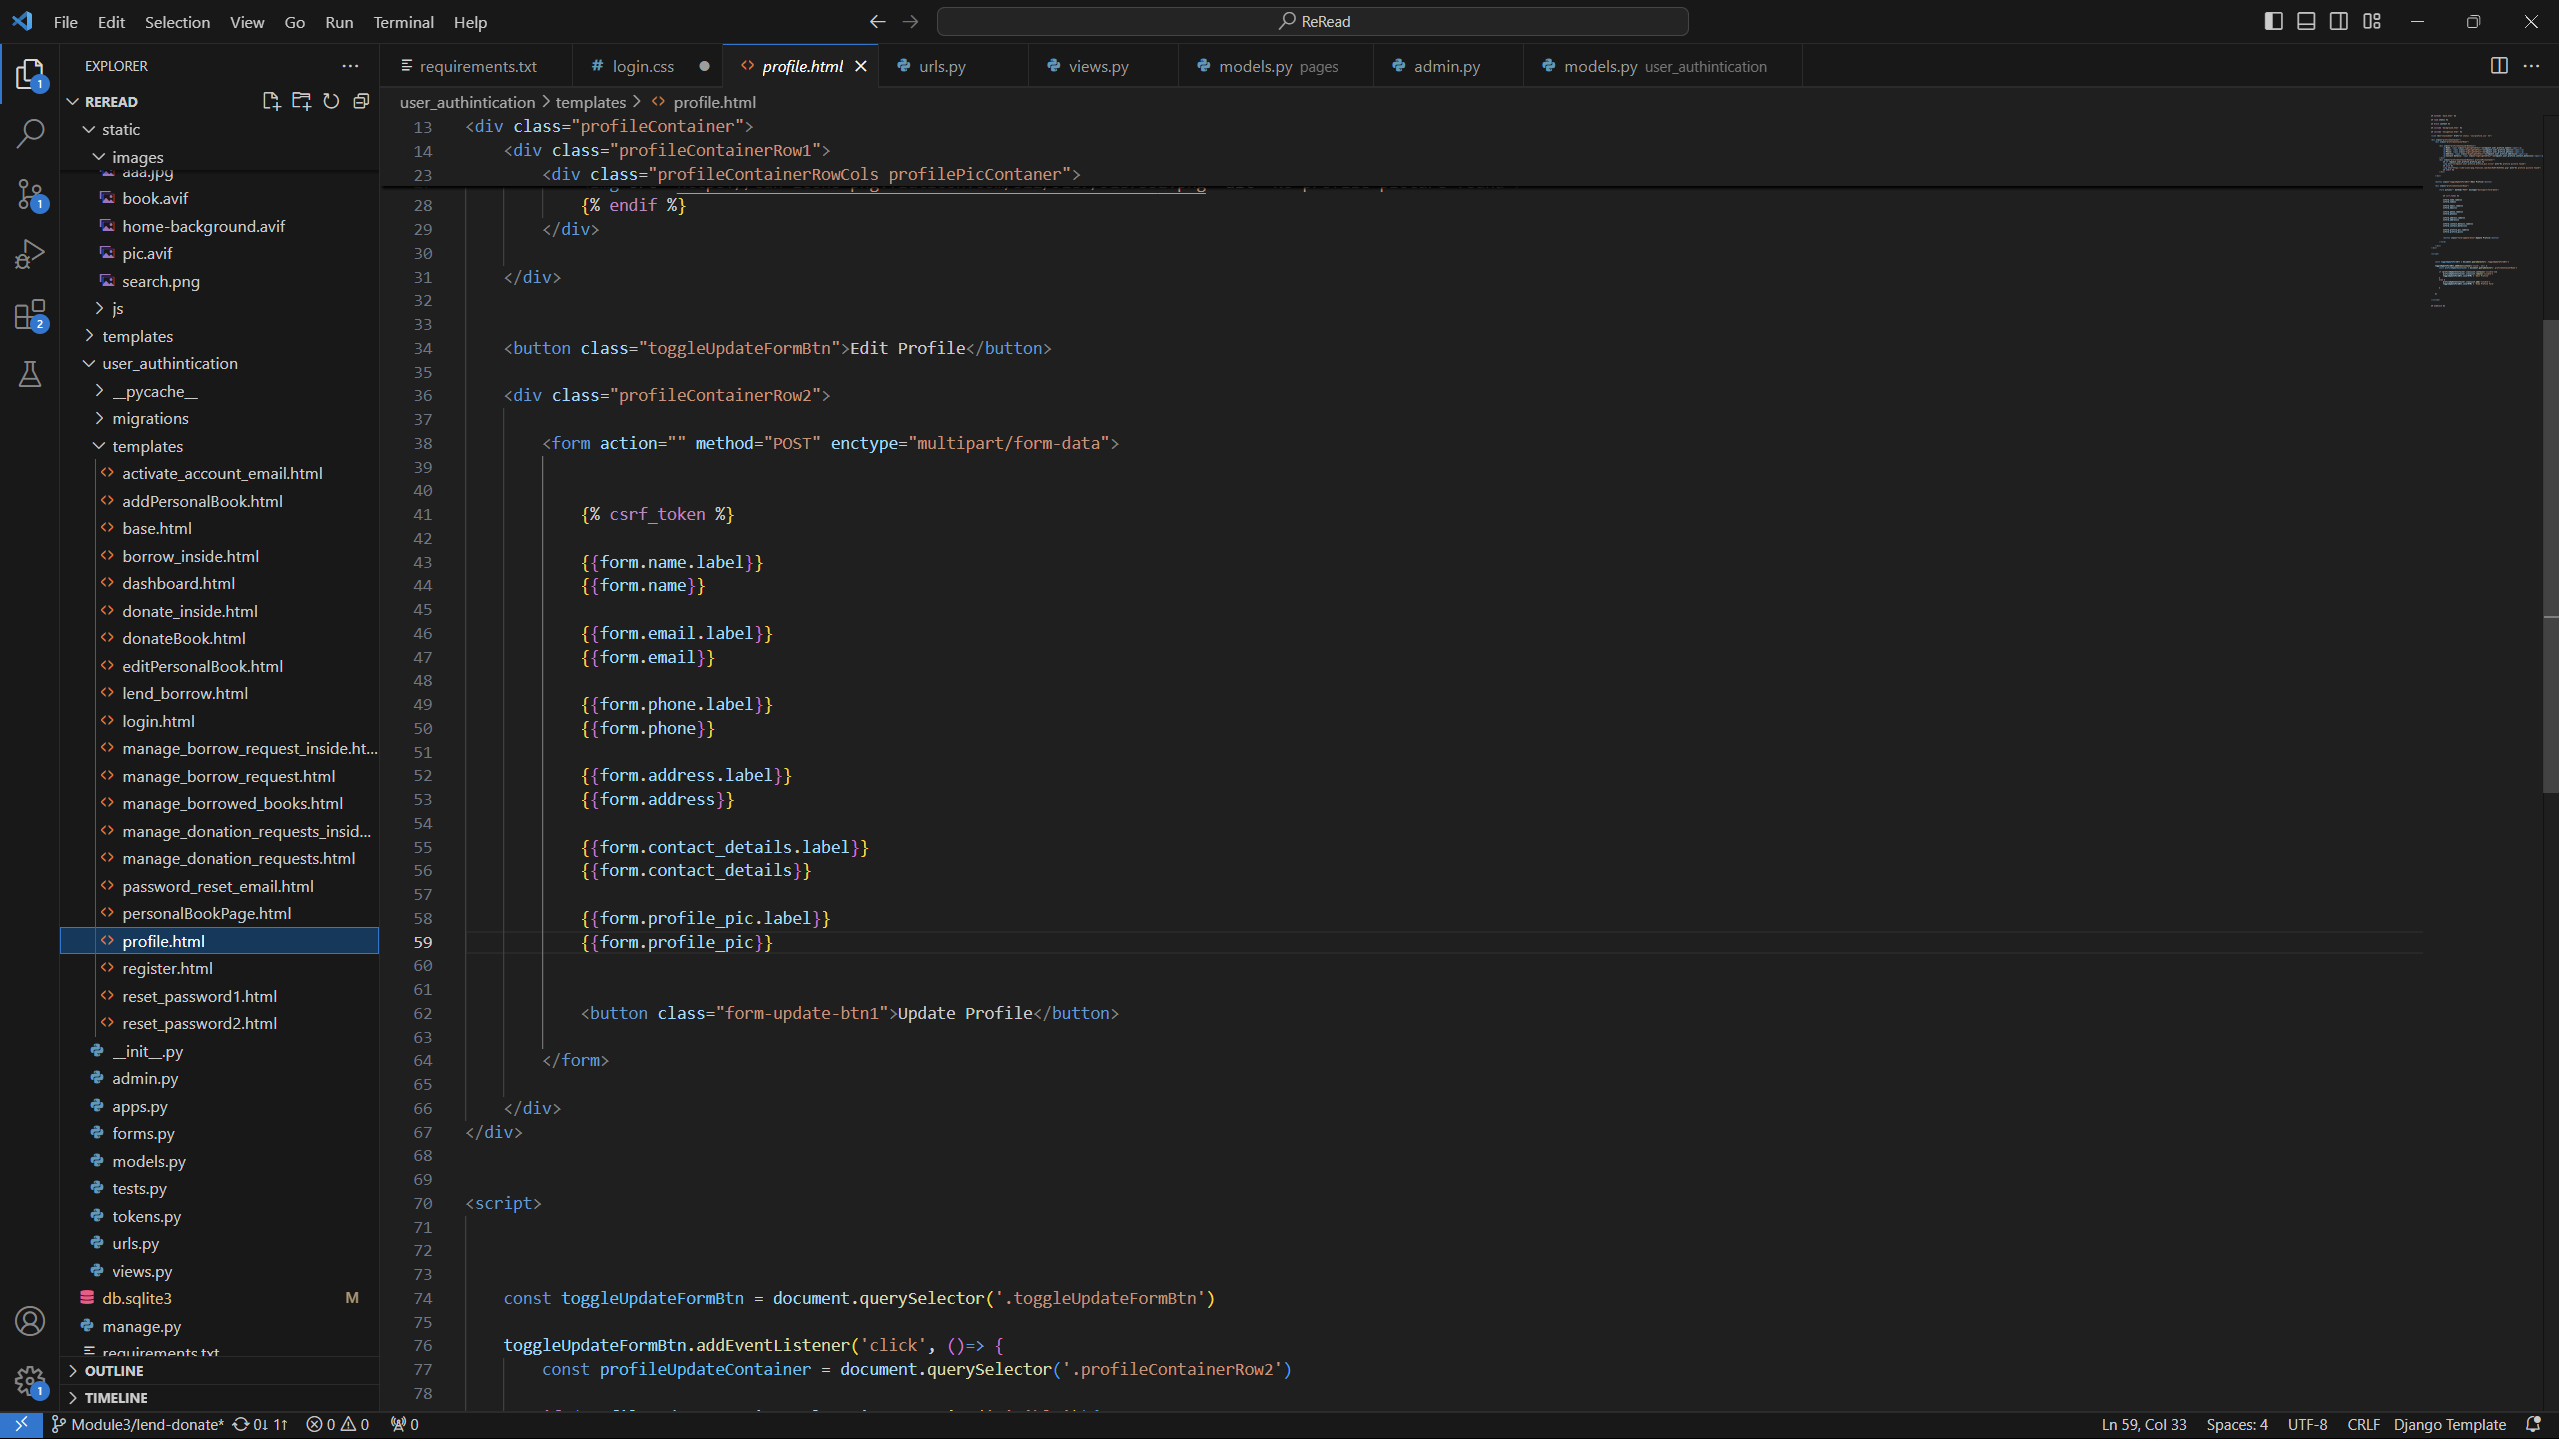 File Edit Selection View Go Run Terminal Help
ReRead
EXPLORER
REREAD
static
images
aaa.jpg
book.avif
home-background.avif
pic.avif
search.png
js
templates
user_authintication
__pycache__
migrations
templates
activate_account_email.html
addPersonalBook.html
base.html
borrow_inside.html
dashboard.html
donate_inside.html
donateBook.html
editPersonalBook.html
lend_borrow.html
login.html
manage_borrow_request_inside.ht...
manage_borrow_request.html
manage_borrowed_books.html
manage_donation_requests_insid...
manage_donation_requests.html
password_reset_email.html
personalBookPage.html
profile.html
register.html
reset_password1.html
reset_password2.html
__init__.py
admin.py
apps.py
forms.py
models.py
tests.py
tokens.py
urls.py
views.py
db.sqlite3 M
manage.py
requirements.txt
OUTLINE
TIMELINE
1
1
2
1
requirements.txt login.css profile.html urls.py views.py models.py pages admin.py models.py user_authintication
user_authintication > templates > profile.html
13 <div class="profileContainer">
14 <div class="profileContainerRow1">
23 <div class="profileContainerRowCols profilePicContaner">
28 {% endif %}
29 </div>
30
31 </div>
32
33
34 <button class="toggleUpdateFormBtn">Edit Profile</button>
35
36 <div class="profileContainerRow2">
37
38 <form action="" method="POST" enctype="multipart/form-data">
39
40
41 {% csrf_token %}
42
43 {{form.name.label}}
44 {{form.name}}
45
46 {{form.email.label}}
47 {{form.email}}
48
49 {{form.phone.label}}
50 {{form.phone}}
51
52 {{form.address.label}}
53 {{form.address}}
54
55 {{form.contact_details.label}}
56 {{form.contact_details}}
57
58 {{form.profile_pic.label}}
59 {{form.profile_pic}}
60
61
62 <button class="form-update-btn1">Update Profile</button>
63
64 </form>
65
66 </div>
67 </div>
68
69
70 <script>
71
72
73
74 const toggleUpdateFormBtn = document.querySelector('.toggleUpdateFormBtn')
75
76 toggleUpdateFormBtn.addEventListener('click', ()=> {
77 const profileUpdateContainer = document.querySelector('.profileContainerRow2')
78
Module3/lend-donate* 0↓ 1↑ 0 0 0
Ln 59, Col 33 Spaces: 4 UTF-8 CRLF Django Template